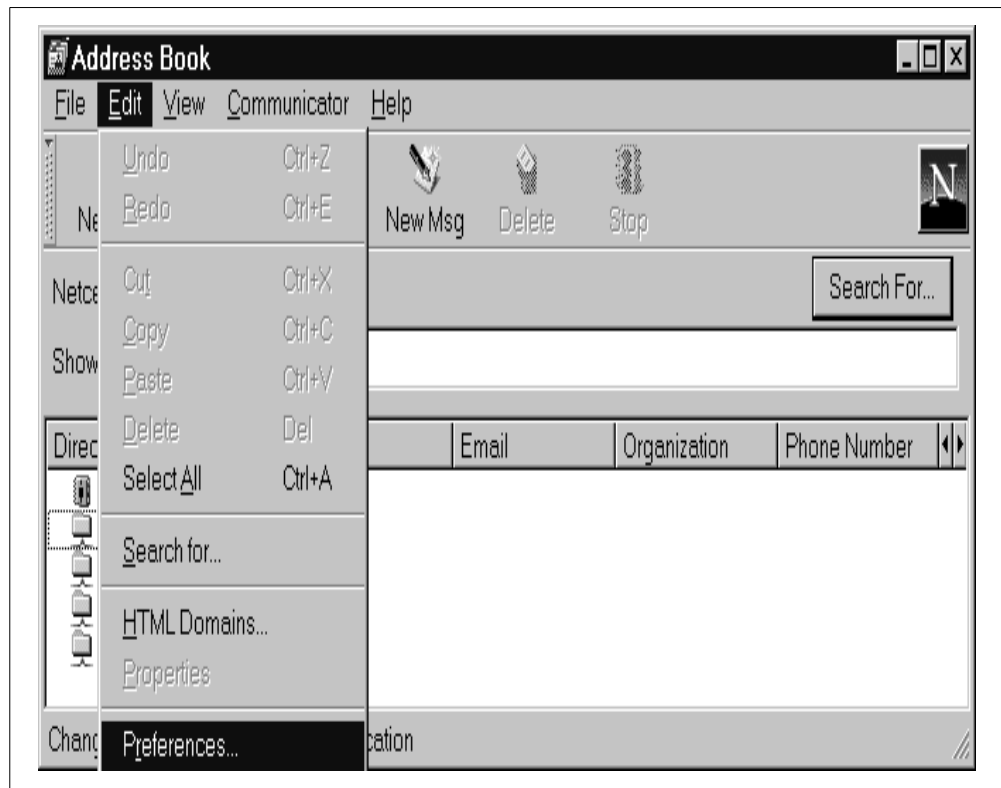 Address Book
File Edit View Communicator Help
Undo Ctrl+Z
Redo Ctrl+E
New Msg Delete Stop
N
Cut Ctrl+X
Copy Ctrl+C
Paste Ctrl+V
Delete Del
Select All Ctrl+A
Search for...
HTML Domains...
Properties
Preferences...
Search For...
Show
Email Organization Phone Number